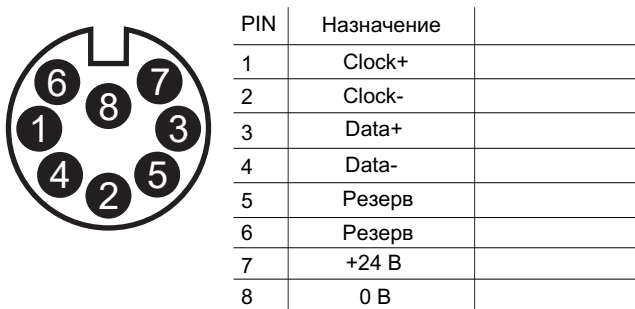 6 7
8
1 3
4 5
2
PIN Назначение
1 Clock+
2 Clock-
3 Data+
4 Data-
5 Резерв
6 Резерв
7 +24 В
8 0 В